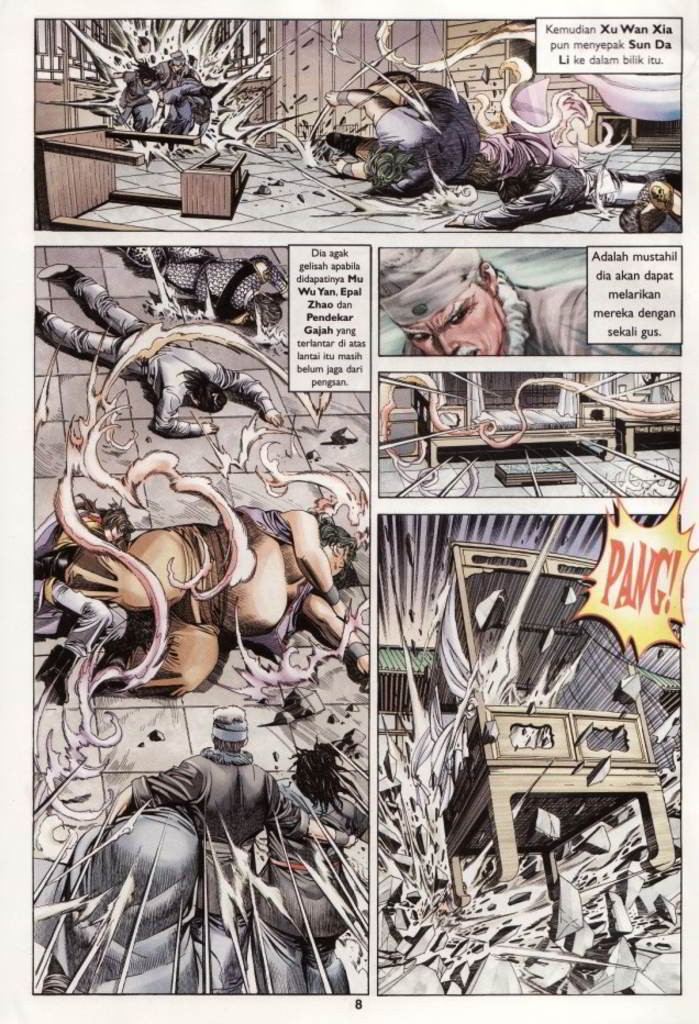 Kemudian Xu Wan Xia
pun menyepak Sun Da
Li ke dalam bilik itu.
Dia agak
gelisah apabila
didapatinya Mu
Wu Yan, Epal
Zhao dan
Pendekar
Gajah yang
terlantar di atas
lantai itu masih
belum jaga dari
pengsan.
Adalah mustahil
dia akan dapat
melarikan
mereka dengan
sekali gus.
PANG!
8